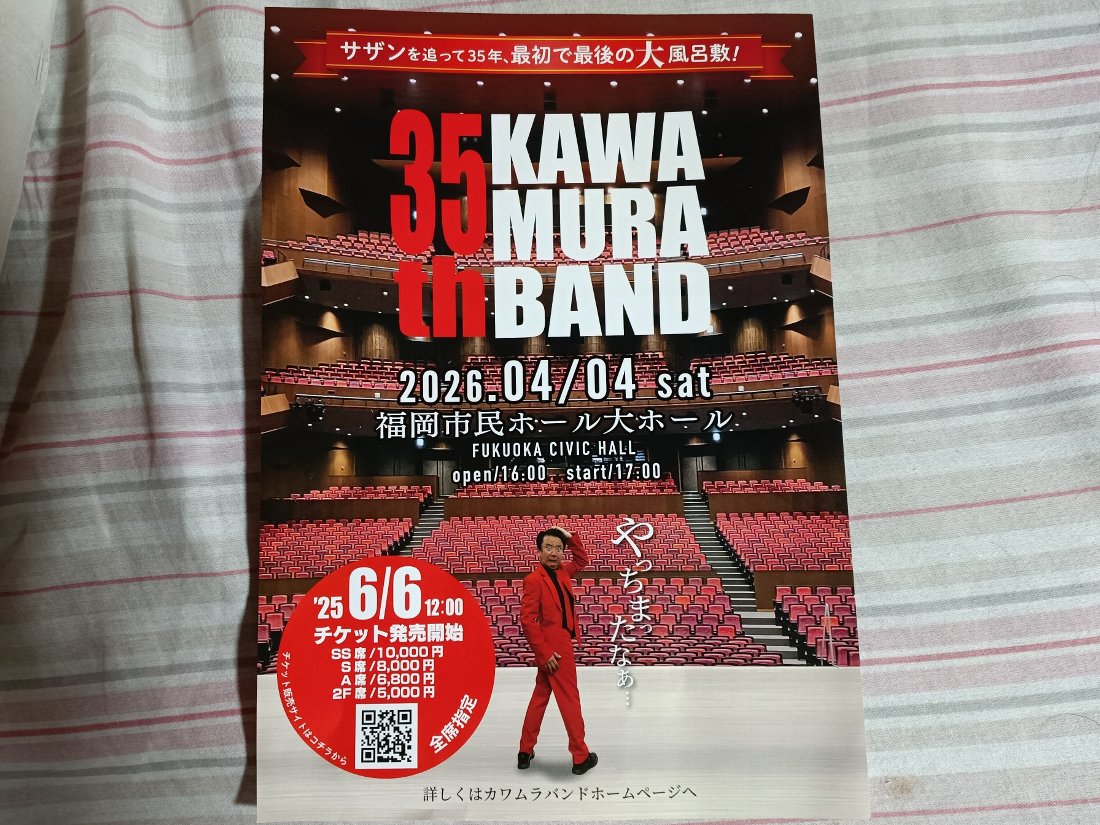 サザンを追って35年、最初で最後の大風呂敷!
35th
KAWA
MURA
BAND
2026.04/04 sat
福岡市民ホール大ホール
FUKUOKA CIVIC HALL
open/16:00 start/17:00
やっちまったなぁ…
'25 6/6 12:00
チケット発売開始
SS席/10,000円
S席/8,000円
A席/6,800円
2F席/5,000円
チケット販売サイトはコチラから
全席指定
詳しくはカワムラバンドホームページへ